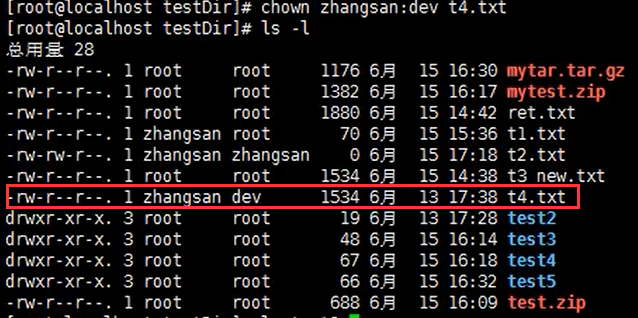 [root@localhost testDir]# chown zhangsan:dev t4.txt
[root@localhost testDir]# ls -l
总用量 28
-rw-r--r--. 1 root     root     1176 6月  15 16:30 mytar.tar.gz
-rw-r--r--. 1 root     root     1382 6月  15 16:17 mytest.zip
-rw-r--r--. 1 root     root     1880 6月  15 14:42 ret.txt
-rw-r--r--. 1 zhangsan root       70 6月  15 15:36 t1.txt
-rw-rw-r--. 1 zhangsan zhangsan    0 6月  15 17:18 t2.txt
-rw-r--r--. 1 root     root     1534 6月  15 14:38 t3 new.txt
-rw-r--r--. 1 zhangsan dev      1534 6月  13 17:38 t4.txt
drwxr-xr-x. 3 root     root       19 6月  13 17:28 test2
drwxr-xr-x. 3 root     root       48 6月  15 16:14 test3
drwxr-xr-x. 3 root     root       67 6月  15 16:18 test4
drwxr-xr-x. 3 root     root       66 6月  15 16:32 test5
-rw-r--r--. 1 root     root      688 6月  15 16:09 test.zip